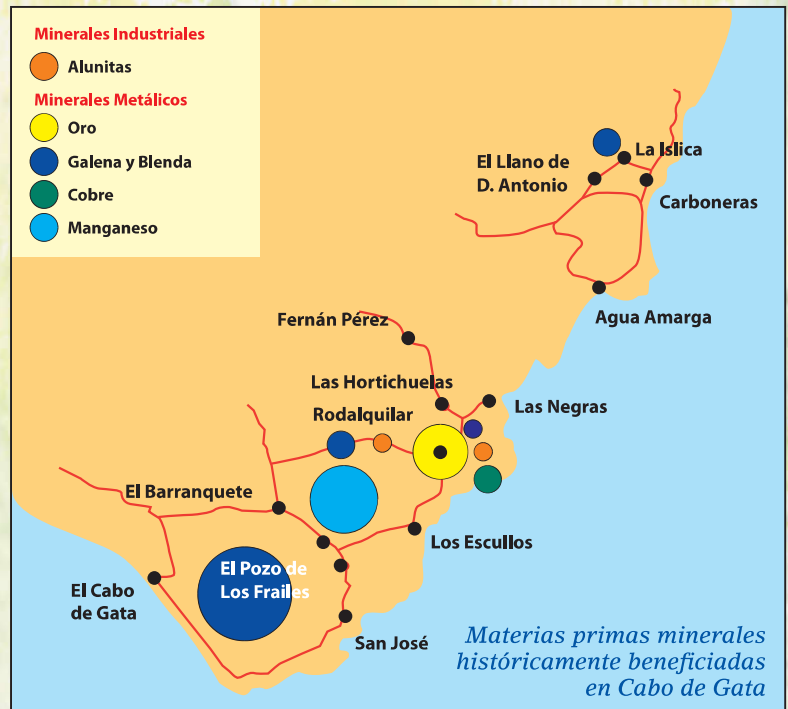 Minerales Industriales
Alunitas
Minerales Metálicos
Oro
Galena y Blenda
Cobre
Manganeso
La Islica
El Llano de
D. Antonio
Carboneras
Agua Amarga
Fernán Pérez
Las Hortichuelas
Las Negras
Rodalquilar
El Barranquete
Los Escullos
El Pozo de
Los Frailes
El Cabo
de Gata
San José
Materias primas minerales
históricamente beneficiadas
en Cabo de Gata